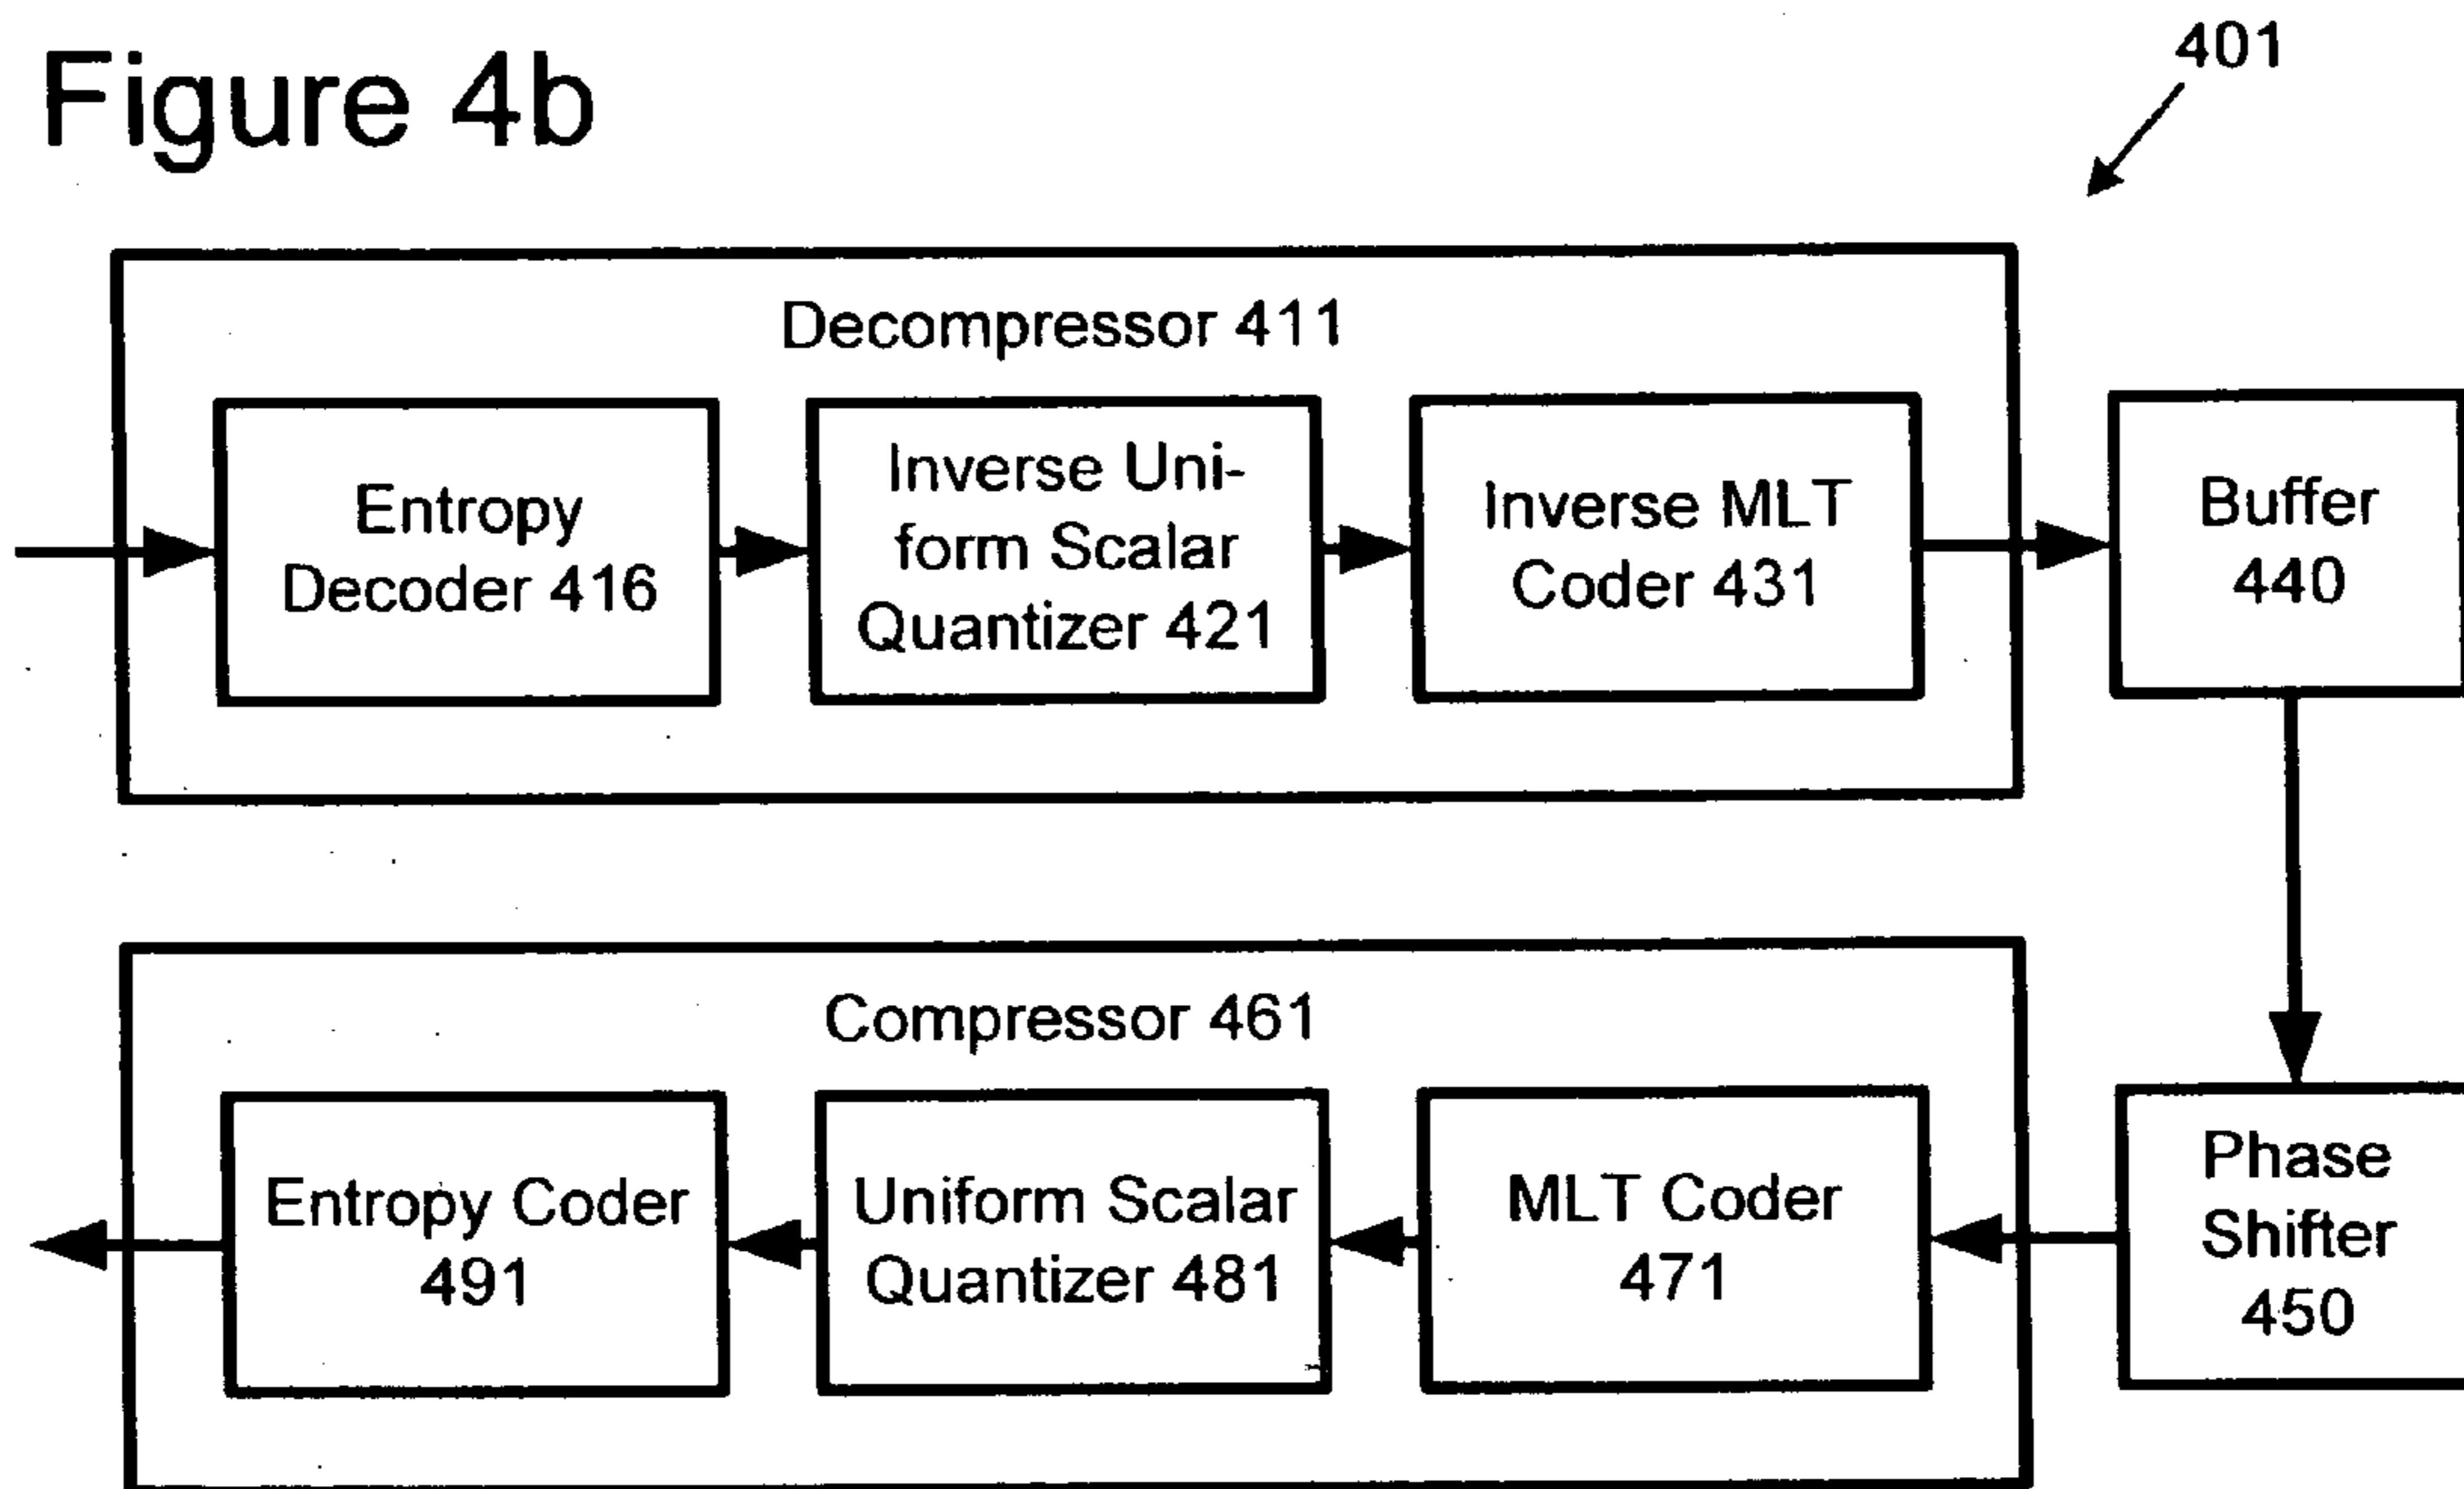 Figure 4b
401
Decompressor 411
Entropy
Decoder 416
Inverse Uni-
form Scalar
Quantizer 421
Inverse MLT
Coder 431
Buffer
440
Compressor 461
Entropy Coder
491
Uniform Scalar
Quantizer 481
MLT Coder
471
Phase
Shifter
450